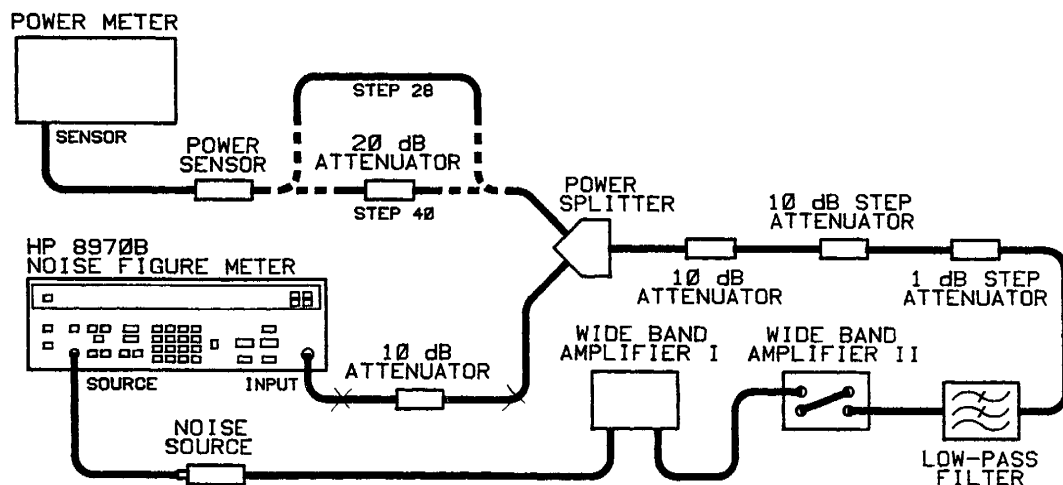 POWER METER
SENSOR
POWER
SENSOR
STEP 28
20 dB
ATTENUATOR
STEP 40
POWER
SPLITTER
10 dB STEP
ATTENUATOR
10 dB
ATTENUATOR
1 dB STEP
ATTENUATOR
HP 8970B
NOISE FIGURE METER
SOURCE
INPUT
10 dB
ATTENUATOR
WIDE BAND
AMPLIFIER I
WIDE BAND
AMPLIFIER II
NOISE
SOURCE
LOW-PASS
FILTER